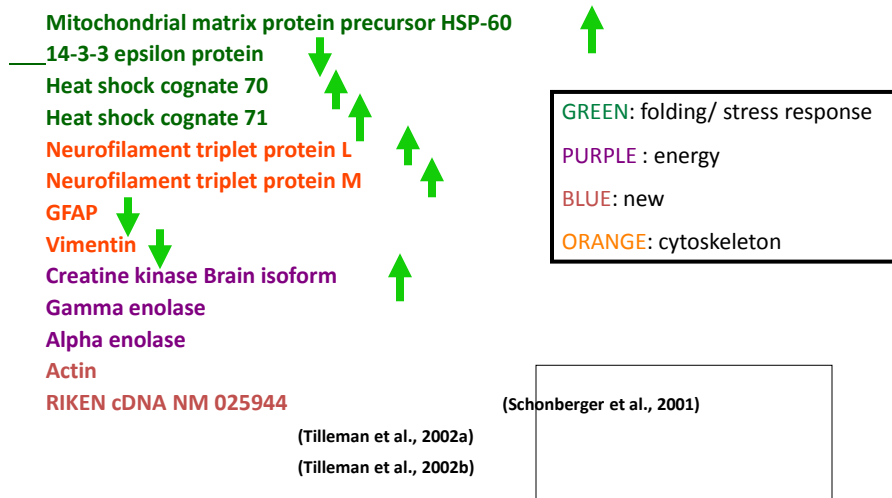 Mitochondrial matrix protein precursor HSP-60
14-3-3 epsilon protein
Heat shock cognate 70
Heat shock cognate 71
Neurofilament triplet protein L
Neurofilament triplet protein M
GFAP
Vimentin
Creatine kinase Brain isoform
Gamma enolase
Alpha enolase
Actin
RIKEN cDNA NM 025944
GREEN: folding/ stress response
PURPLE : energy
BLUE: new
ORANGE: cytoskeleton
(Schonberger et al., 2001)
(Tilleman et al., 2002a)
(Tilleman et al., 2002b)